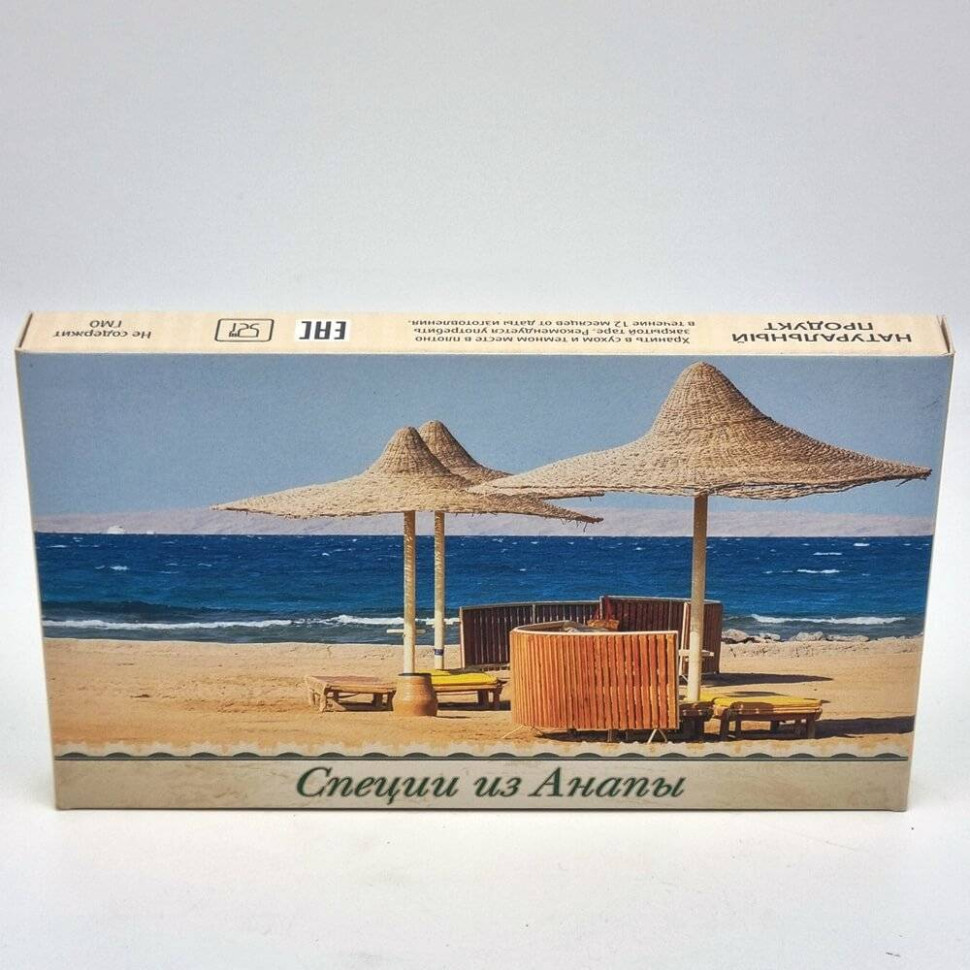 НАТУРАЛЬНЫЙ
ПРОДУКТ
Хранить в сухом и темном месте в плотно
закрытой таре. Рекомендуется употребить
в течение 12 месяцев от даты изготовления.
ЕАС
Не содержит
ГМО
Специи из Анапы